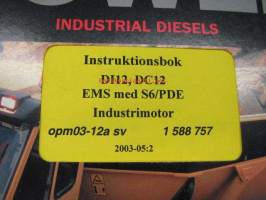 INDUSTRIAL DIESELS
Instruktionsbok
DI12, DC12
EMS med S6/PDE
Industrimotor
opm03-12a sv 1 588 757
2003-05:2